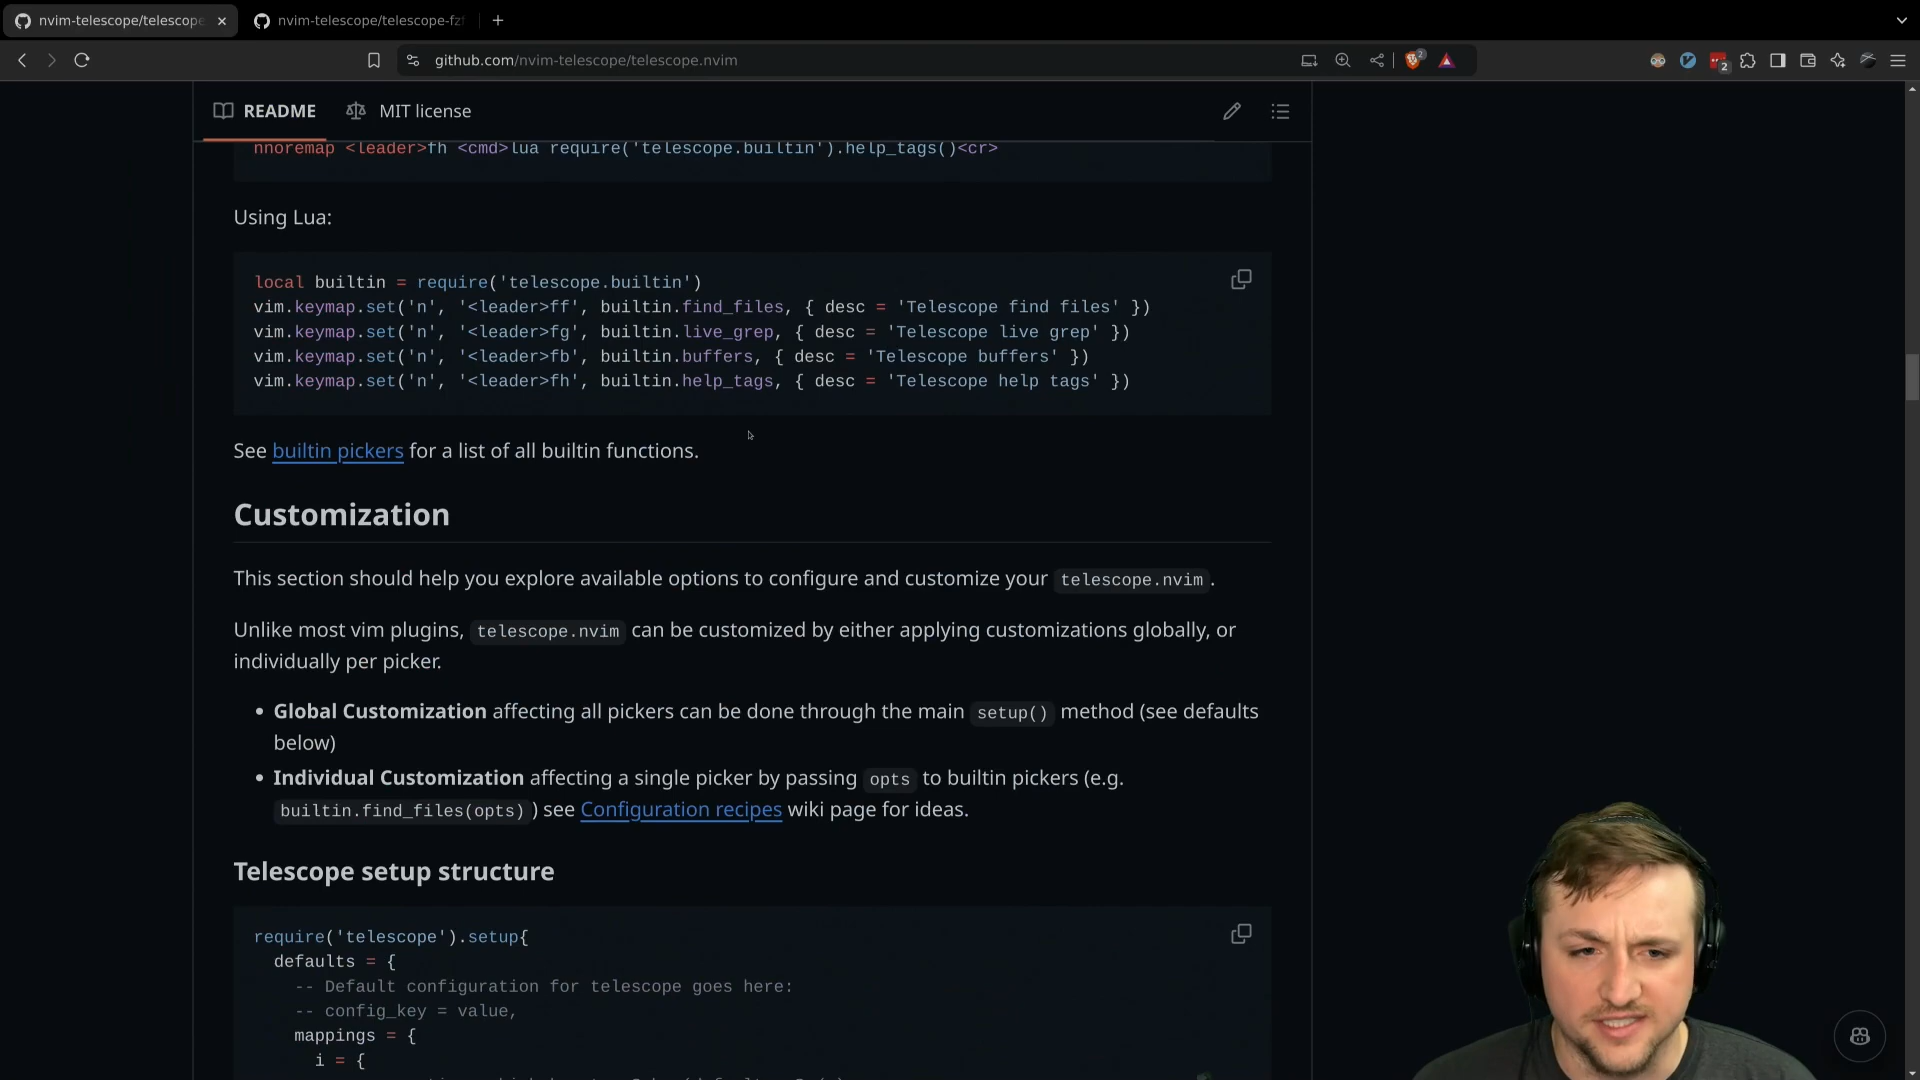 nvim-telescope/telescope
nvim-telescope/telescope-fzf
github.com/nvim-telescope/telescope.nvim
2
2
README
MIT license
nnoremap <leader>fh <cmd>lua require('telescope.builtin').help_tags()<cr>
Using Lua:
local builtin = require('telescope.builtin')
vim.keymap.set('n', '<leader>ff', builtin.find_files, { desc = 'Telescope find files' })
vim.keymap.set('n', '<leader>fg', builtin.live_grep, { desc = 'Telescope live grep' })
vim.keymap.set('n', '<leader>fb', builtin.buffers, { desc = 'Telescope buffers' })
vim.keymap.set('n', '<leader>fh', builtin.help_tags, { desc = 'Telescope help tags' })
See builtin pickers for a list of all builtin functions.
Customization
This section should help you explore available options to configure and customize your telescope.nvim.
Unlike most vim plugins, telescope.nvim can be customized by either applying customizations globally, or
individually per picker.
• Global Customization affecting all pickers can be done through the main setup() method (see defaults
below)
• Individual Customization affecting a single picker by passing opts to builtin pickers (e.g.
builtin.find_files(opts)) see Configuration recipes wiki page for ideas.
Telescope setup structure
require('telescope').setup{
defaults = {
-- Default configuration for telescope goes here:
-- config_key = value,
mappings = {
i = {